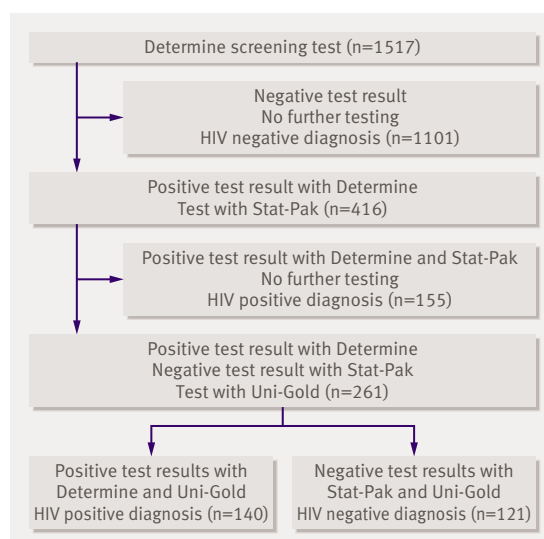 Determine screening test (n=1517)
Negative test result
No further testing
HIV negative diagnosis (n=1101)
Positive test result with Determine
Test with Stat-Pak (n=416)
Positive test result with Determine and Stat-Pak
No further testing
HIV positive diagnosis (n=155)
Positive test result with Determine
Negative test result with Stat-Pak
Test with Uni-Gold (n=261)
Positive test results with
Determine and Uni-Gold
HIV positive diagnosis (n=140)
Negative test results with
Stat-Pak and Uni-Gold
HIV negative diagnosis (n=121)